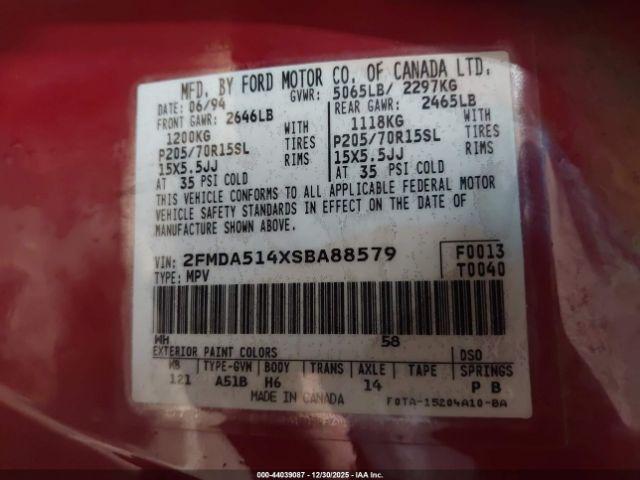 MFD. BY FORD MOTOR CO. OF CANADA LTD.
DATE: 06/94 GVWR: 5065LB/ 2297KG
FRONT GAWR: 2646LB REAR GAWR: 2465LB
1200KG WITH 1118KG WITH
P205/70R15SL TIRES P205/70R15SL TIRES
15X5.5JJ RIMS 15X5.5JJ RIMS
AT 35 PSI COLD AT 35 PSI COLD
THIS VEHICLE CONFORMS TO ALL APPLICABLE FEDERAL MOTOR
VEHICLE SAFETY STANDARDS IN EFFECT ON THE DATE OF
MANUFACTURE SHOWN ABOVE.
VIN: 2FMDA514XSBA88579 F0013
TYPE: MPV T0040
WH 58
EXTERIOR PAINT COLORS DSO
WB TYPE-GVM BODY TRANS AXLE TAPE SPRINGS
121 A51B H6 14 P B
MADE IN CANADA F0TA-15204A10-BA
000-44039087 - 12/30/2025 - IAA Inc.